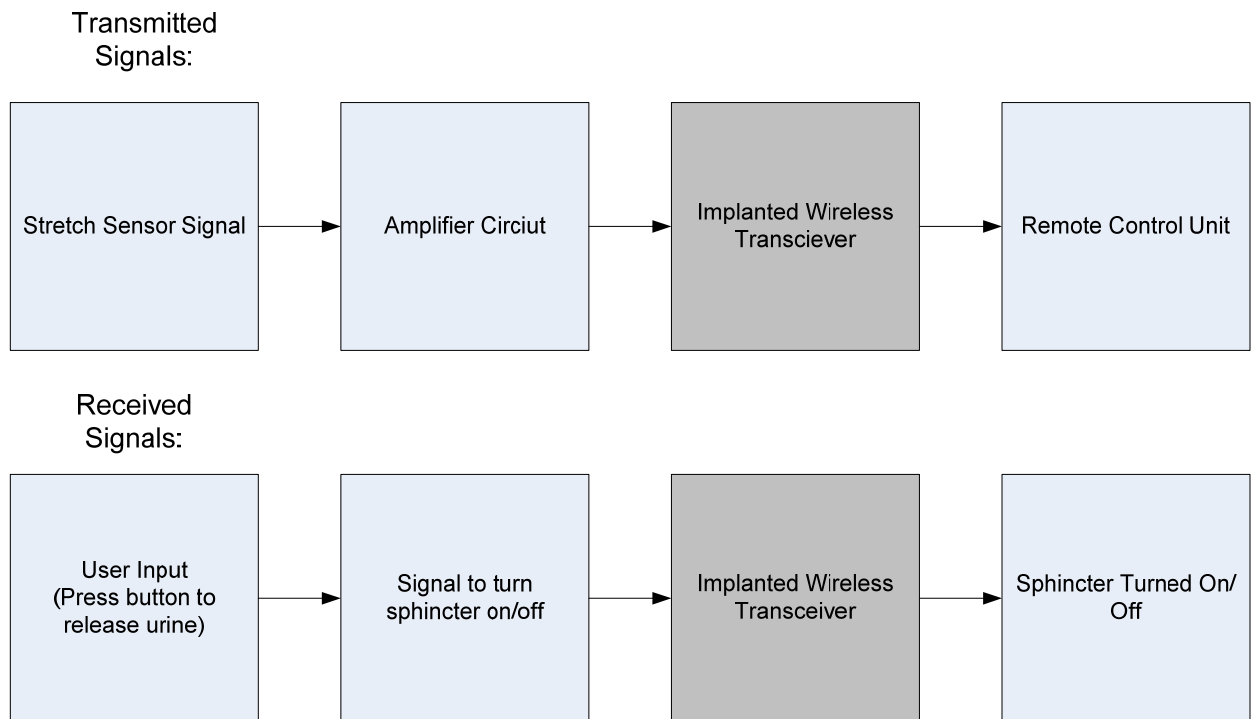 Transmitted
Signals:
Stretch Sensor Signal
Amplifier Circiut
Implanted Wireless
Transciever
Remote Control Unit
Received
Signals:
User Input
(Press button to
release urine)
Signal to turn
sphincter on/off
Implanted Wireless
Transceiver
Sphincter Turned On/
Off